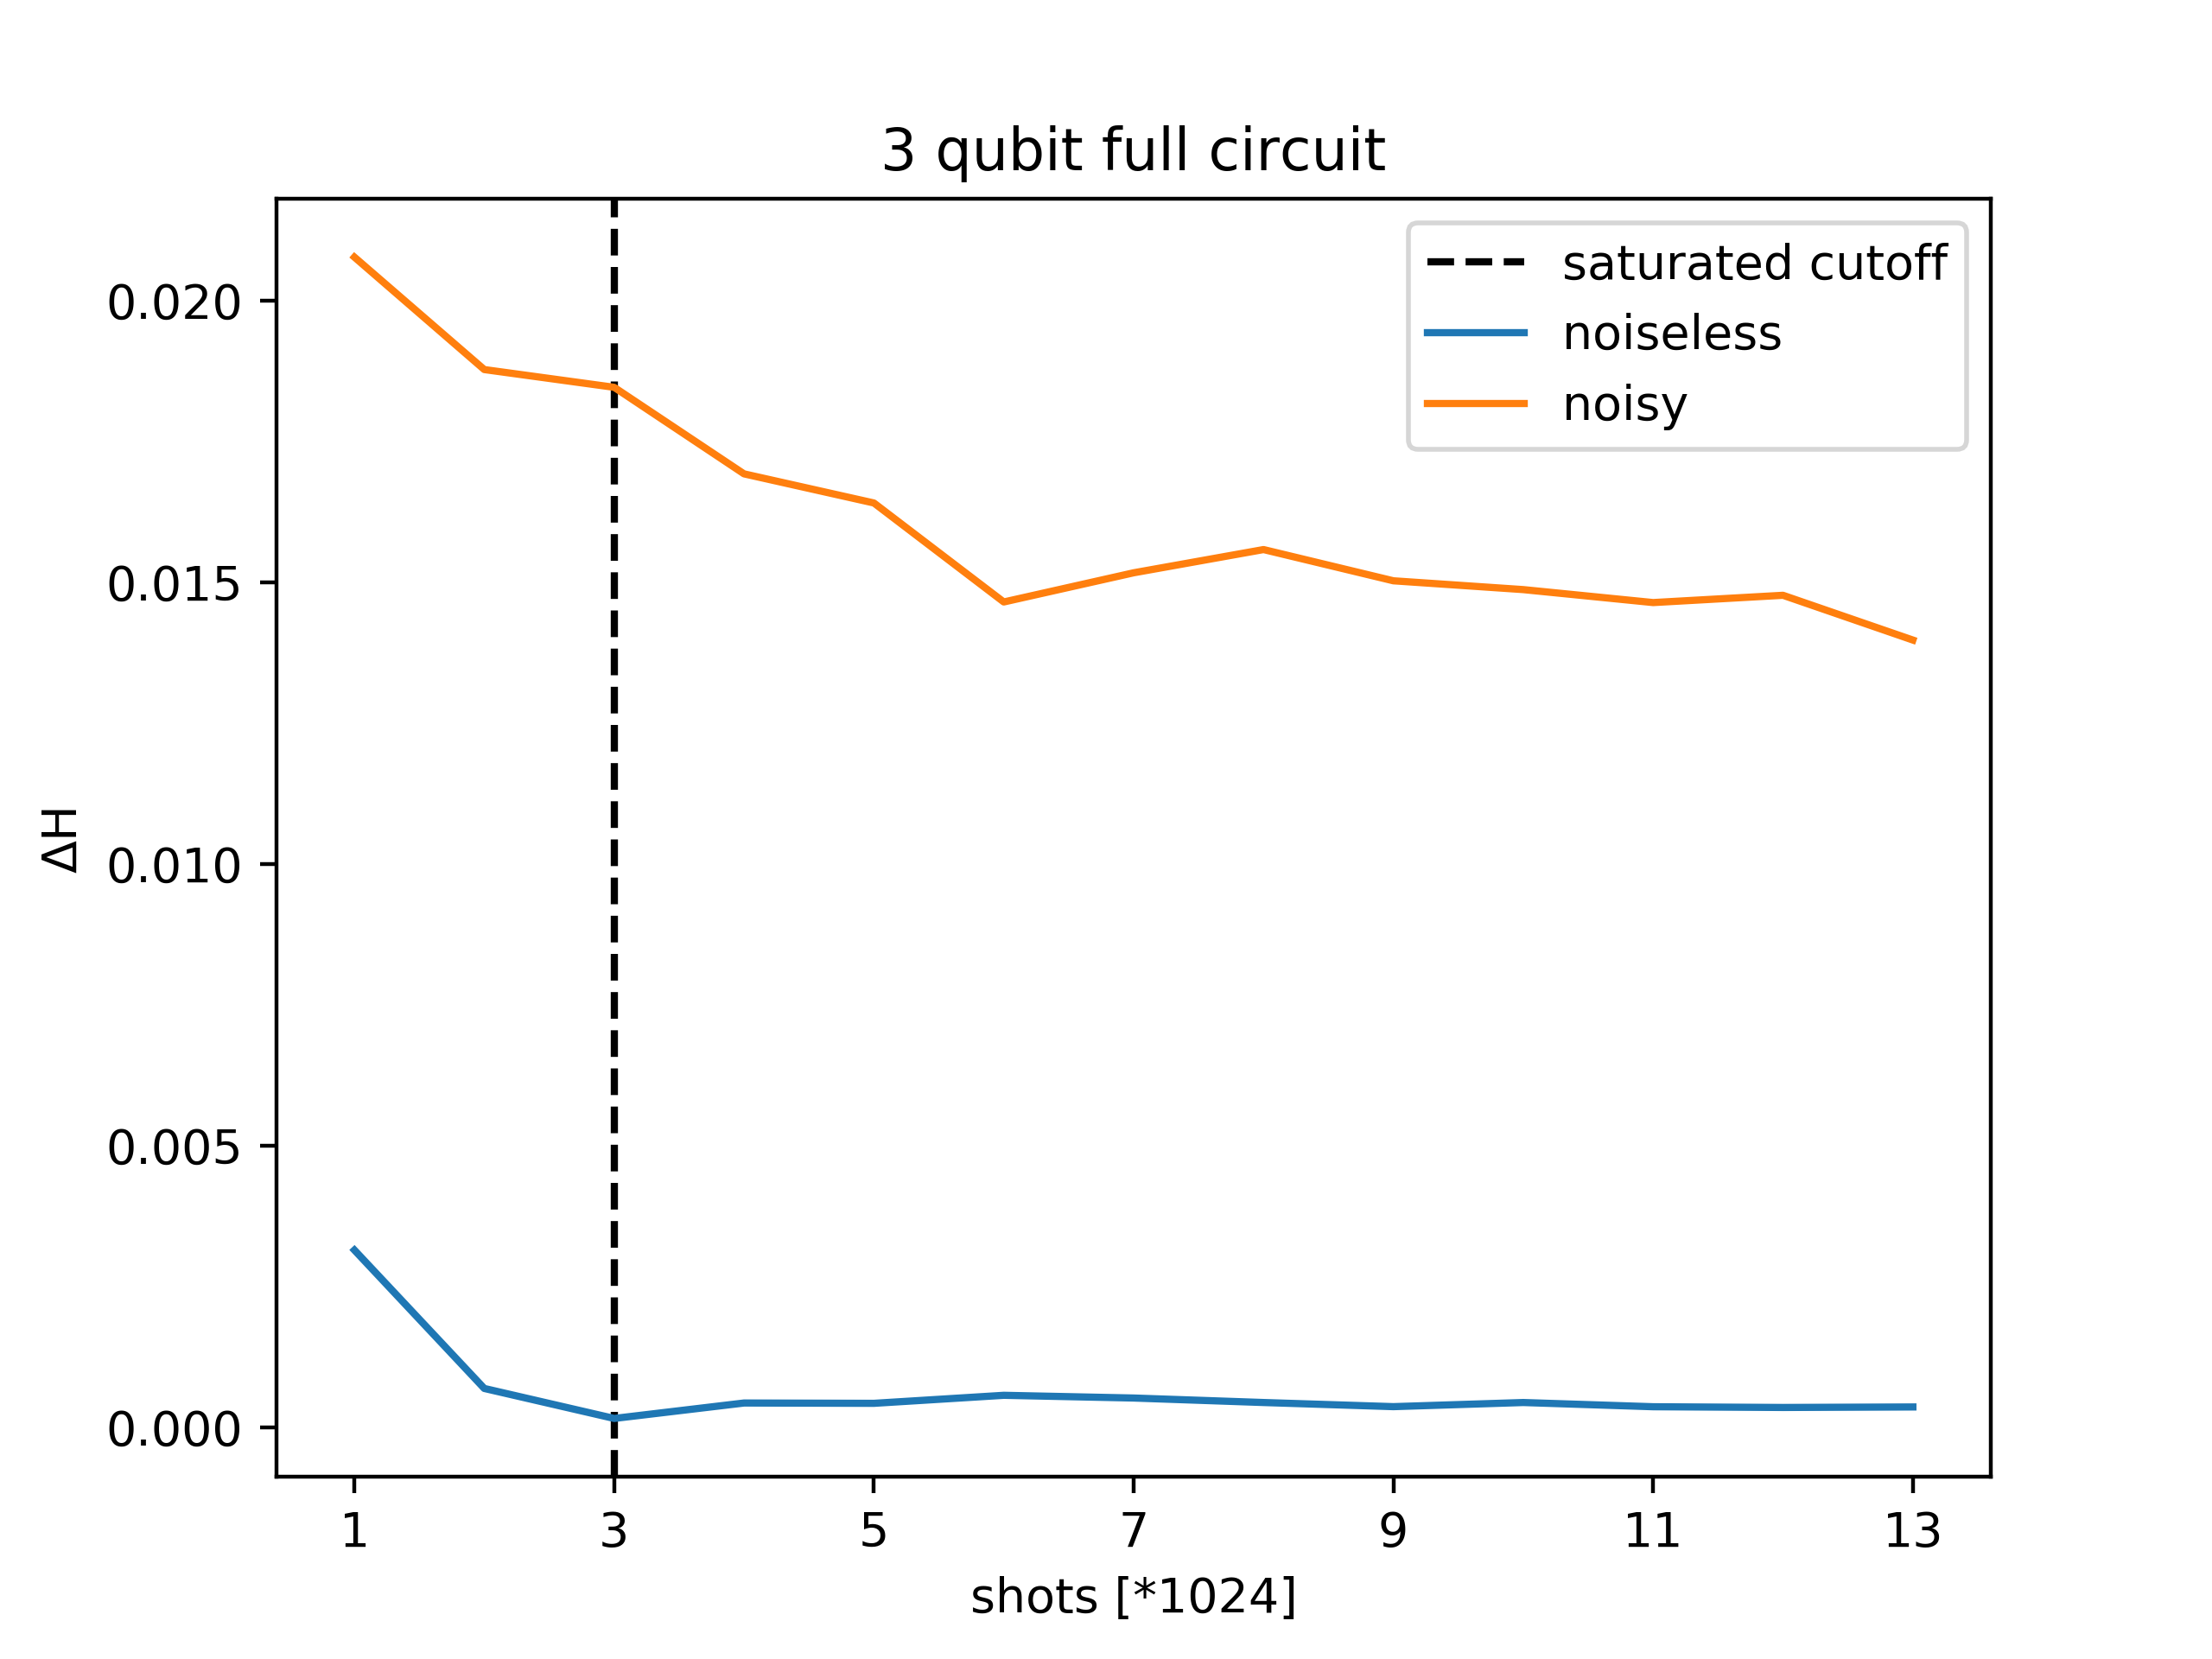 3 qubit full circuit
saturated cutoff
noiseless
noisy
0.020
0.015
0.010
0.005
0.000
ΔH
1 3 5 7 9 11 13
shots [*1024]